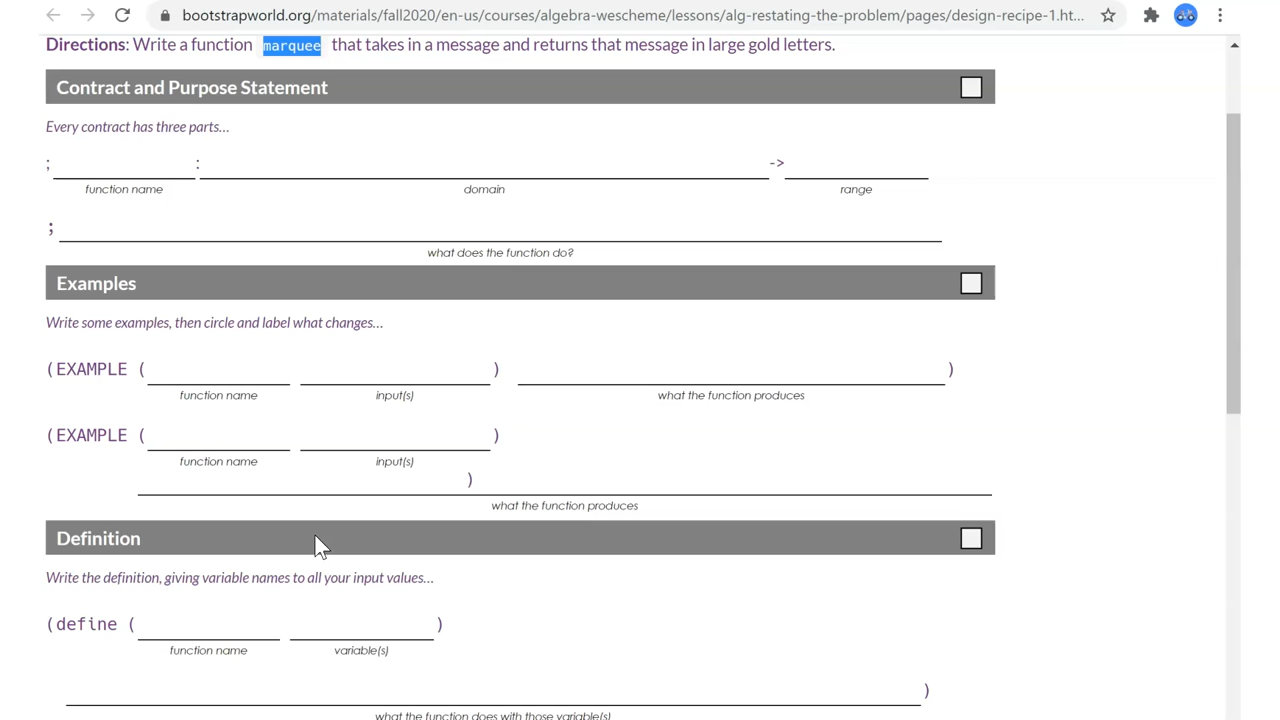 bootstrapworld.org/materials/fall2020/en-us/courses/algebra-wescheme/lessons/alg-restating-the-problem/pages/design-recipe-1.ht...
Directions: Write a function marquee that takes in a message and returns that message in large gold letters.
Contract and Purpose Statement
Every contract has three parts...
; : ->
function name domain range
;
what does the function do?
Examples
Write some examples, then circle and label what changes...
(EXAMPLE ( ) )
function name input(s) what the function produces
(EXAMPLE ( )
function name input(s)
)
what the function produces
Definition
Write the definition, giving variable names to all your input values...
(define ( )
function name variable(s)
)
what the function does with those variable(s)